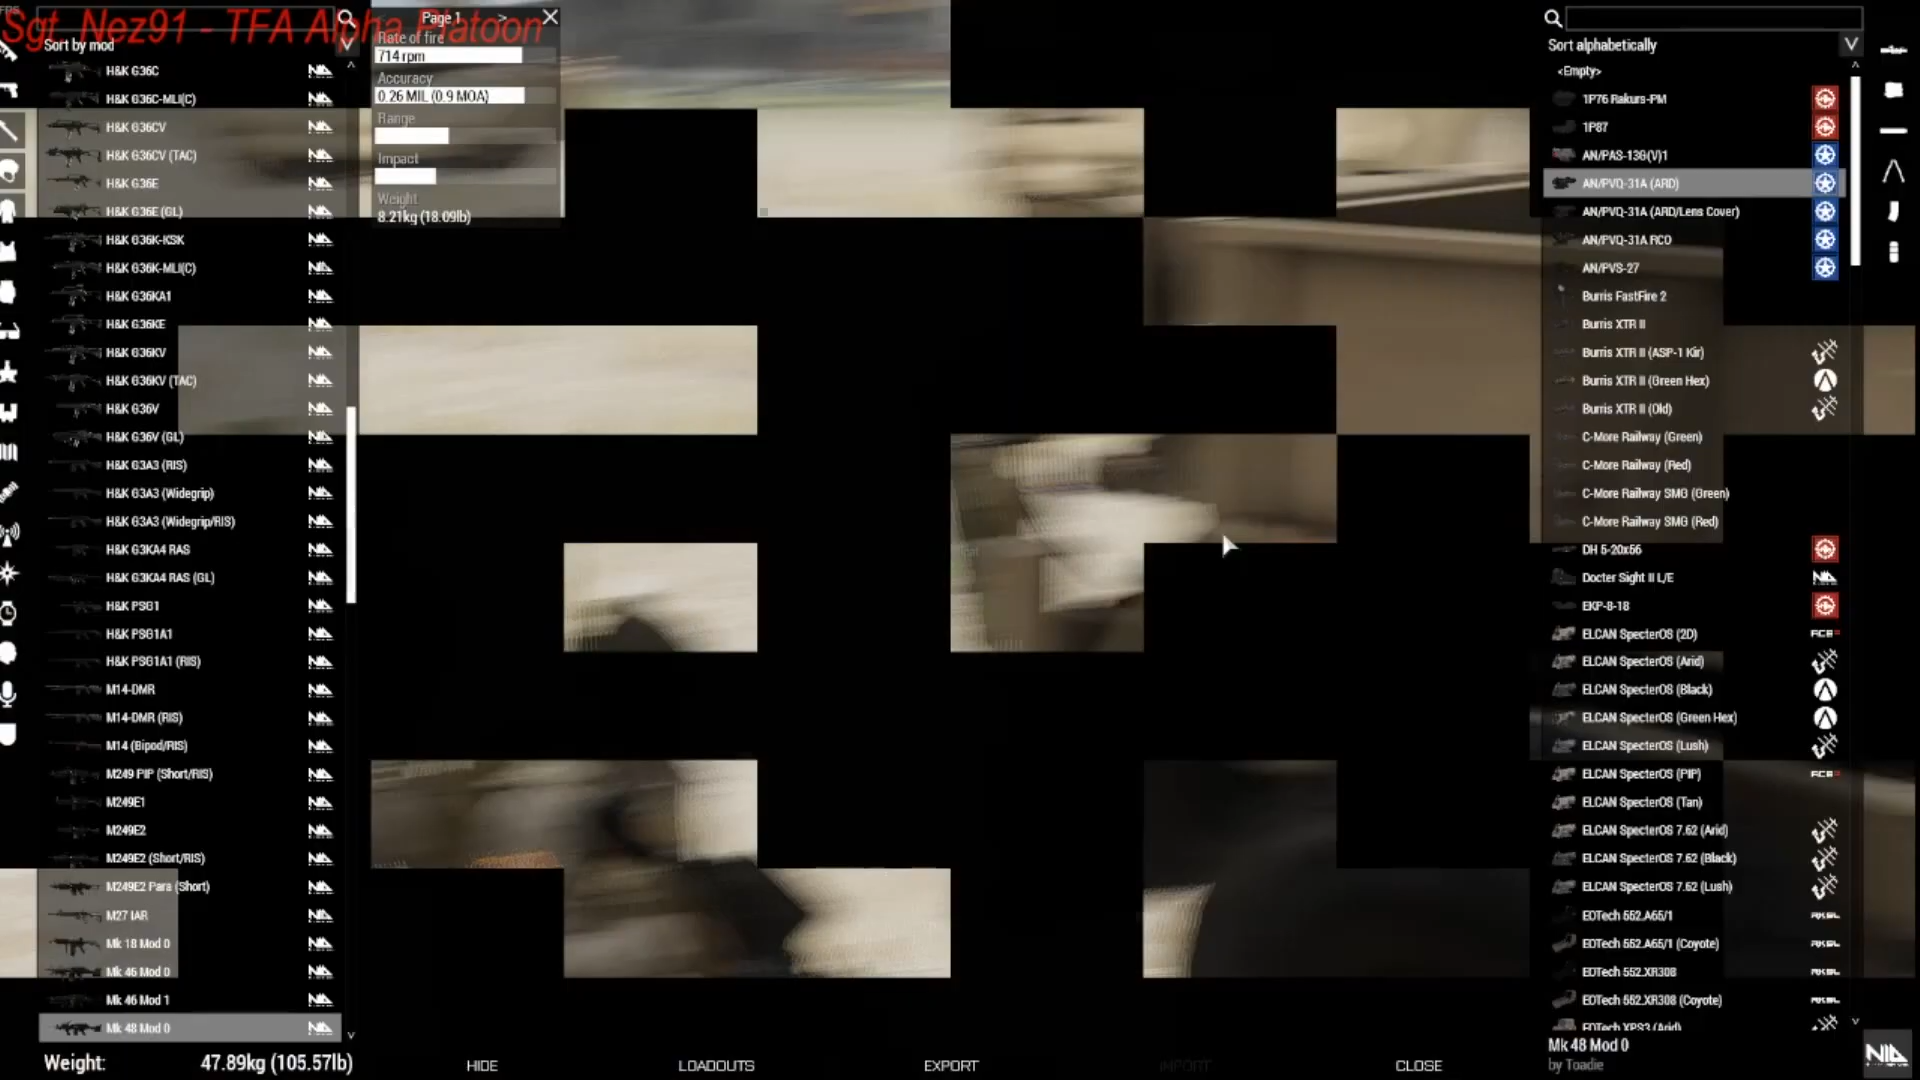 FPS
Sgt_Nez91 - TFA Alpha Platoon
Sort by mod
H&K G36C
H&K G36C-MLI(C)
H&K G36CV
H&K G36CV (TAC)
H&K G36E
H&K G36E (GL)
H&K G36K-KSK
H&K G36K-MLI(C)
H&K G36KA1
H&K G36KE
H&K G36KV
H&K G36KV (TAC)
H&K G36V
H&K G36V (GL)
H&K G3A3 (RIS)
H&K G3A3 (Widegrip)
H&K G3A3 (Widegrip/RIS)
H&K G3KA4 RAS
H&K G3KA4 RAS (GL)
H&K PSG1
H&K PSG1A1
H&K PSG1A1 (RIS)
M14-DMR
M14-DMR (RIS)
M14 (Bipod/RIS)
M249 PIP (Short/RIS)
M249E1
M249E2
M249E2 (Short/RIS)
M249E2 Para (Short)
M27 IAR
Mk 18 Mod 0
Mk 46 Mod 0
Mk 46 Mod 1
Mk 48 Mod 0
Weight: 47.89kg (105.57lb)
Page 1 >
Rate of fire
714 rpm
Accuracy
0.26 MIL (0.9 MOA)
Range
Impact
Weight
8.21kg (18.09lb)
HIDE LOADOUTS EXPORT IMPORT CLOSE
Sort alphabetically
<Empty>
1P76 Rakurs-PM
1P87
AN/PAS-13G(V)1
AN/PVQ-31A (ARD)
AN/PVQ-31A (ARD/Lens Cover)
AN/PVQ-31A RCO
AN/PVS-27
Burris FastFire 2
Burris XTR II
Burris XTR II (ASP-1 Kir)
Burris XTR II (Green Hex)
Burris XTR II (Old)
C-More Railway (Green)
C-More Railway (Red)
C-More Railway SMG (Green)
C-More Railway SMG (Red)
DH 5-20x56
Docter Sight II L/E
EKP-8-18
ELCAN SpecterOS (2D)
ELCAN SpecterOS (Arid)
ELCAN SpecterOS (Black)
ELCAN SpecterOS (Green Hex)
ELCAN SpecterOS (Lush)
ELCAN SpecterOS (PIP)
ELCAN SpecterOS (Tan)
ELCAN SpecterOS 7.62 (Arid)
ELCAN SpecterOS 7.62 (Black)
ELCAN SpecterOS 7.62 (Lush)
EOTech 552.A65/1
EOTech 552.A65/1 (Coyote)
EOTech 552.XR308
EOTech 552.XR308 (Coyote)
EOTech XPS3 (Arid)
Mk 48 Mod 0
by Toadie